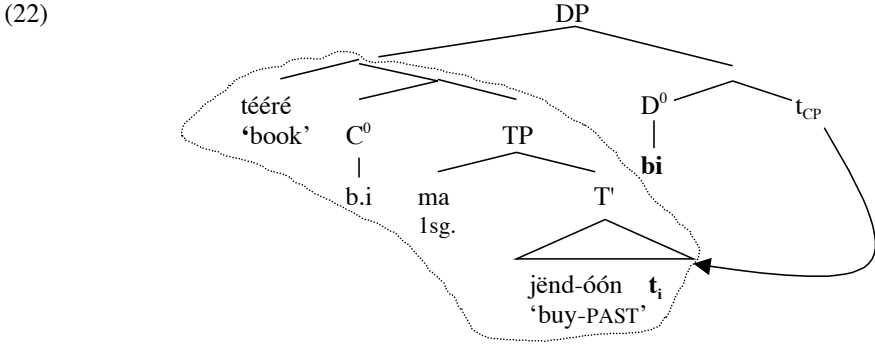 (22) DP
tééré D⁰ t_CP
‘book’ C⁰ TP
bi
b.i ma T'
1sg.
jënd-óón t_i
‘buy-PAST’